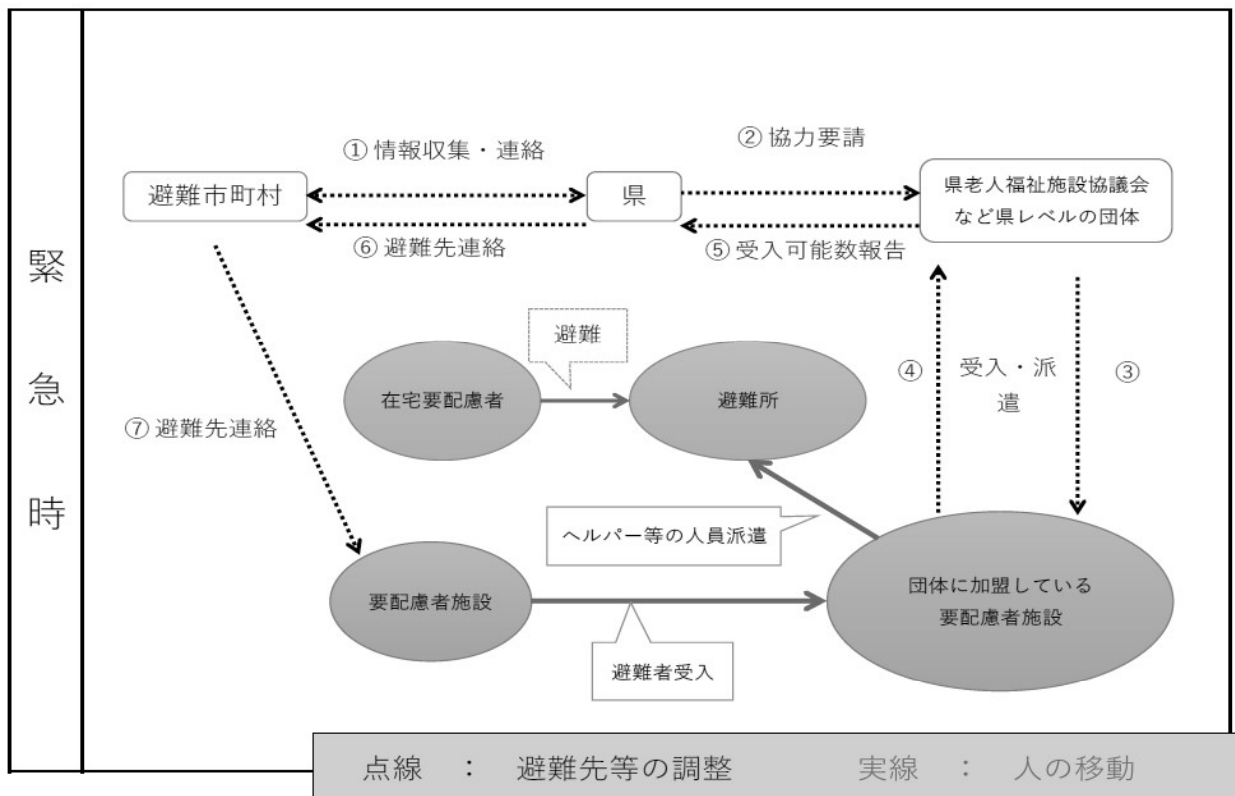 緊急時
① 情報収集・連絡
② 協力要請
避難市町村
県
県老人福祉施設協議会
など県レベルの団体
⑥ 避難先連絡
⑤ 受入可能数報告
避難
④
受入・派
遣
③
在宅要配慮者
避難所
⑦ 避難先連絡
ヘルパー等の人員派遣
要配慮者施設
団体に加盟している
要配慮者施設
避難者受入
点線 : 避難先等の調整 実線 : 人の移動